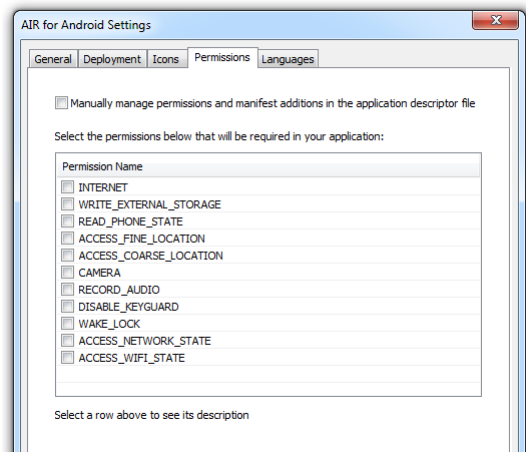 AIR for Android Settings
General Deployment Icons Permissions Languages
Manually manage permissions and manifest additions in the application descriptor file
Select the permissions below that will be required in your application:
Permission Name
INTERNET
WRITE_EXTERNAL_STORAGE
READ_PHONE_STATE
ACCESS_FINE_LOCATION
ACCESS_COARSE_LOCATION
CAMERA
RECORD_AUDIO
DISABLE_KEYGUARD
WAKE_LOCK
ACCESS_NETWORK_STATE
ACCESS_WIFI_STATE
Select a row above to see its description